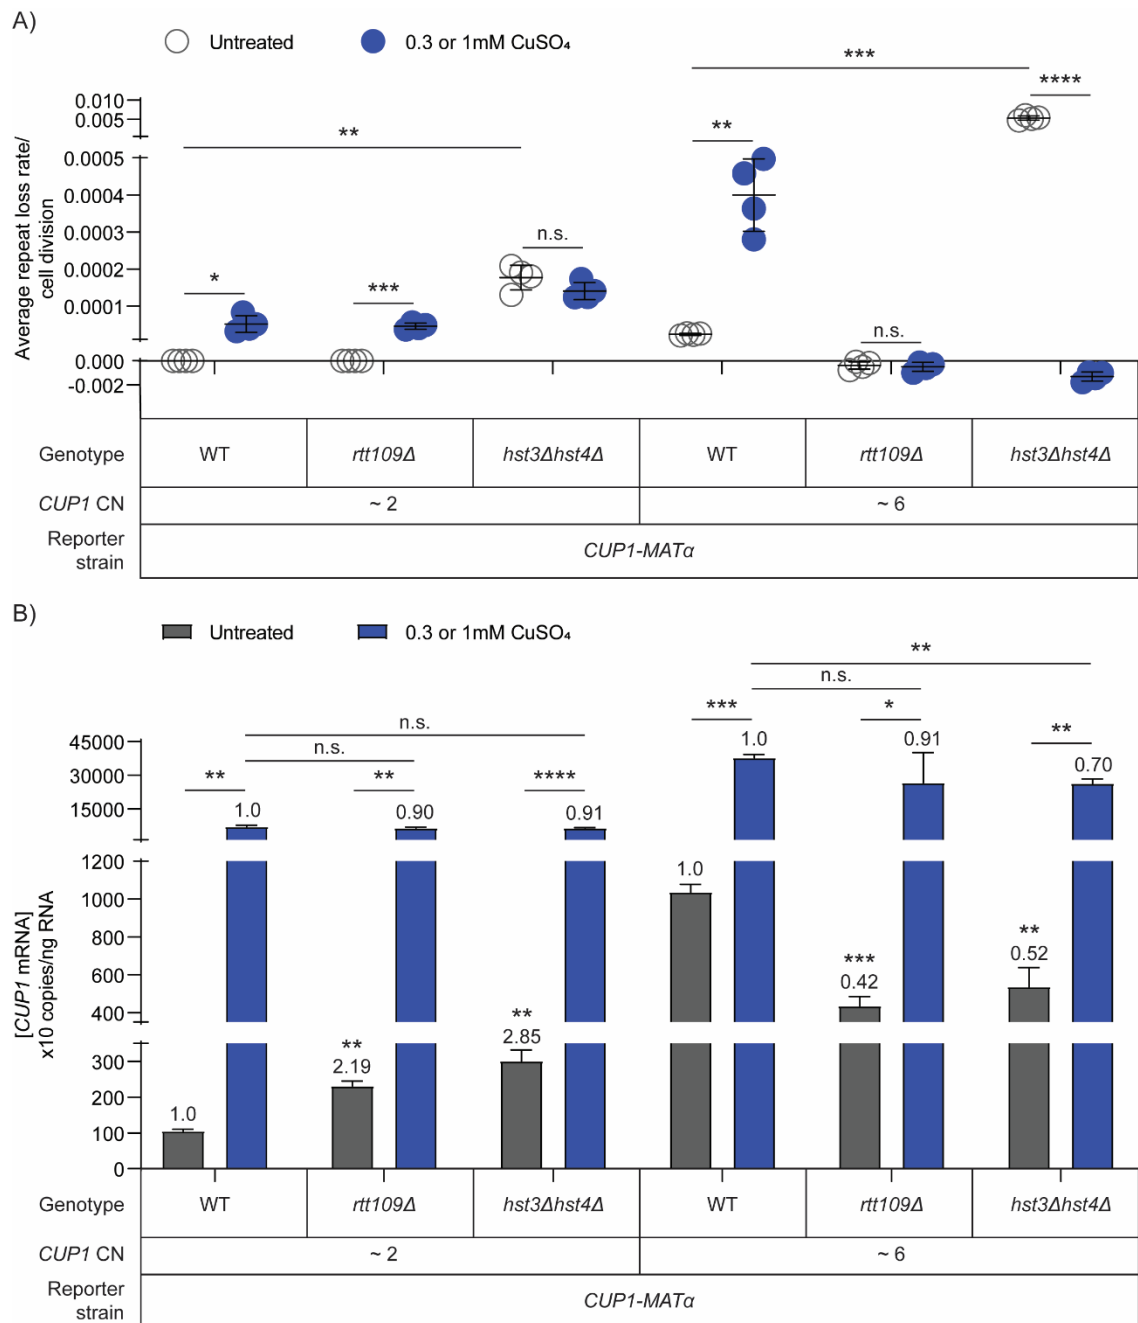 A)
Untreated
0.3 or 1mM CuSO₄
***
****
**
**
n.s.
*
***
n.s.
Average repeat loss rate/
cell division
0.010
0.005
0.0005
0.0004
0.0003
0.0002
0.0001
0.000
-0.002
Genotype WT rtt109Δ hst3Δhst4Δ WT rtt109Δ hst3Δhst4Δ
CUP1 CN ~ 2 ~ 6
Reporter
strain
CUP1-MATα
B)
Untreated
0.3 or 1mM CuSO₄
**
n.s.
n.s.
n.s.
*** * **
** ** ****
1.0 0.90 0.91 1.0 0.91 0.70
[CUP1 mRNA]
x10 copies/ng RNA
45000
30000
15000
1200
1000
800
600
400
300
200
100
0
1.0
**
2.19
**
2.85
1.0
***
0.42
**
0.52
Genotype WT rtt109Δ hst3Δhst4Δ WT rtt109Δ hst3Δhst4Δ
CUP1 CN ~ 2 ~ 6
Reporter
strain
CUP1-MATα